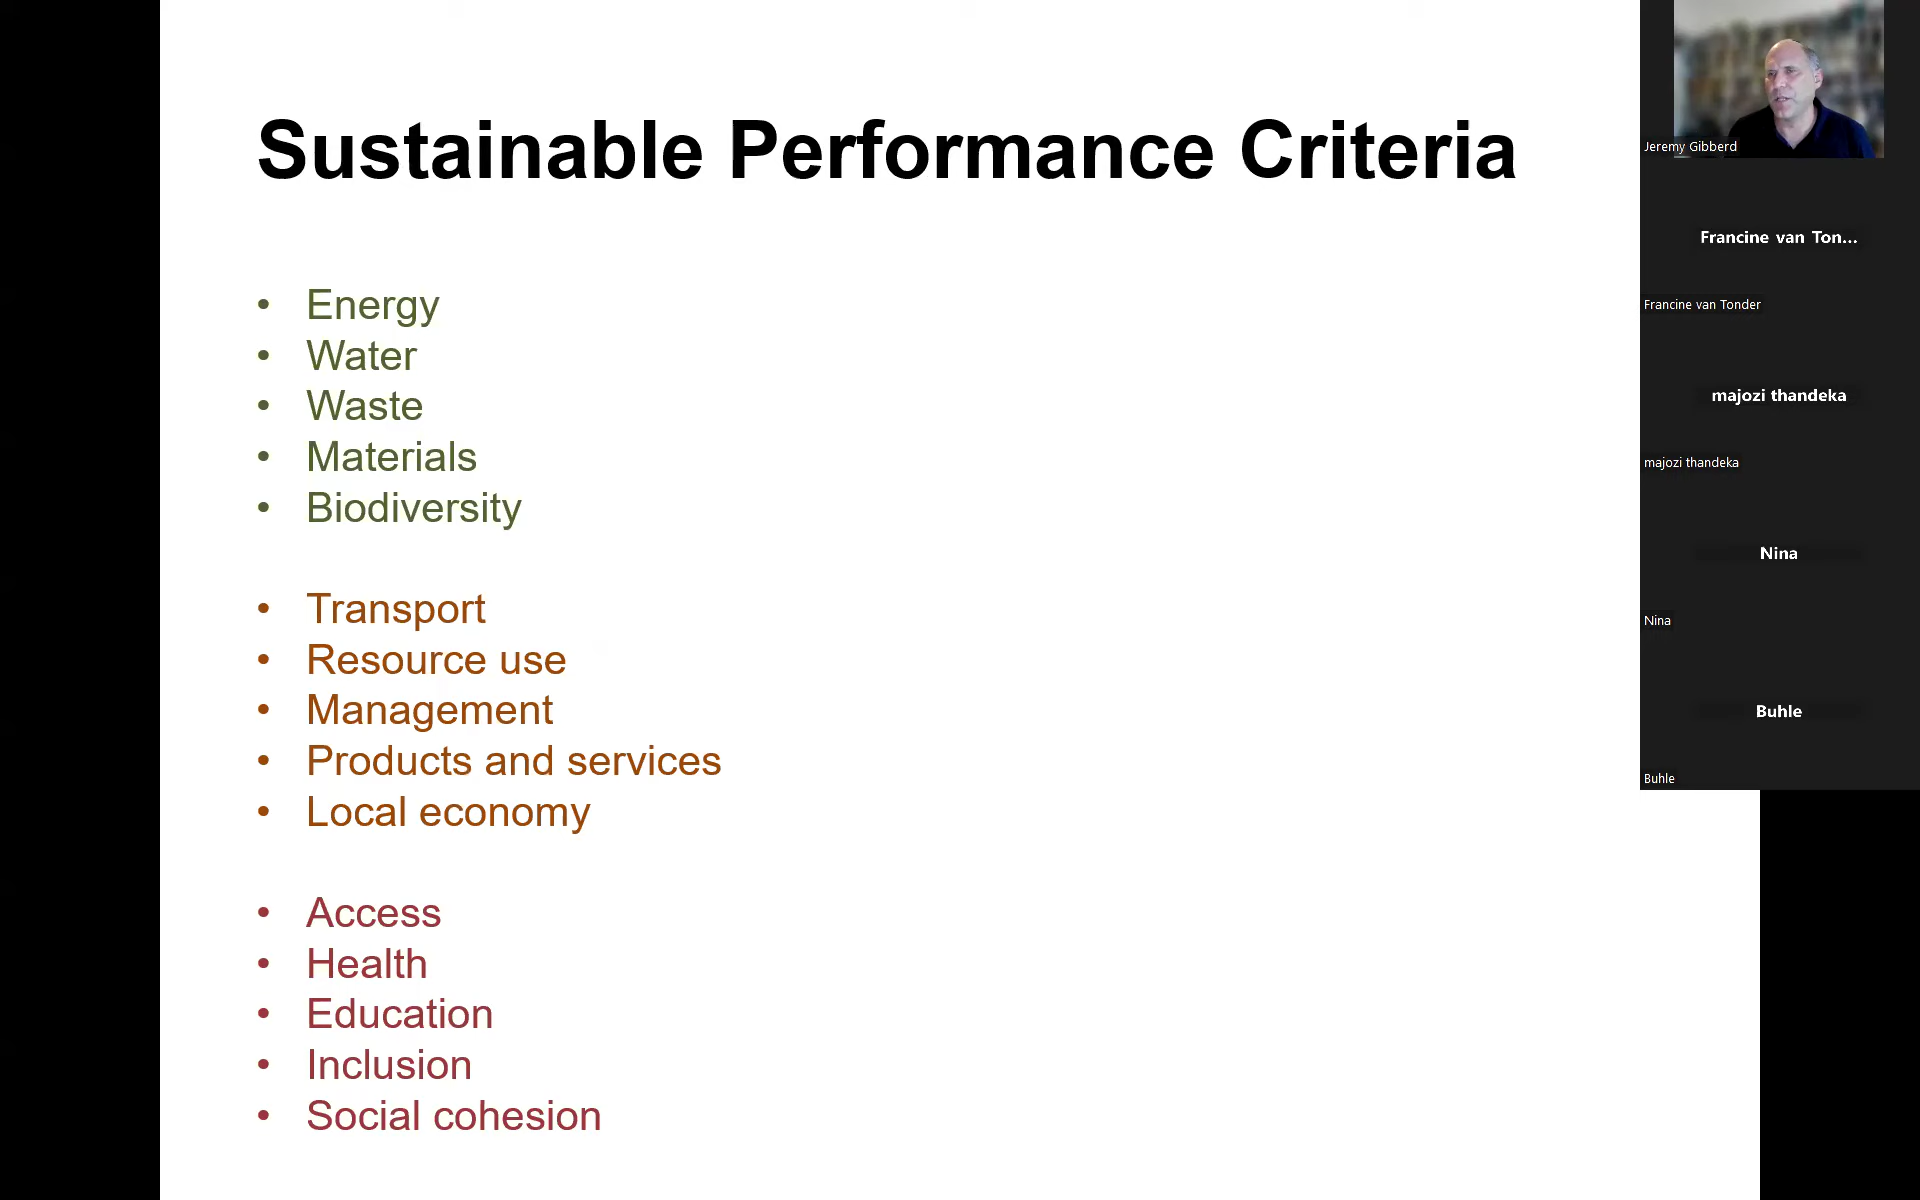 Sustainable Performance Criteria
• Energy
• Water
• Waste
• Materials
• Biodiversity
• Transport
• Resource use
• Management
• Products and services
• Local economy
• Access
• Health
• Education
• Inclusion
• Social cohesion
Jeremy Gibberd
Francine van Ton...
Francine van Tonder
majozi thandeka
majozi thandeka
Nina
Nina
Buhle
Buhle